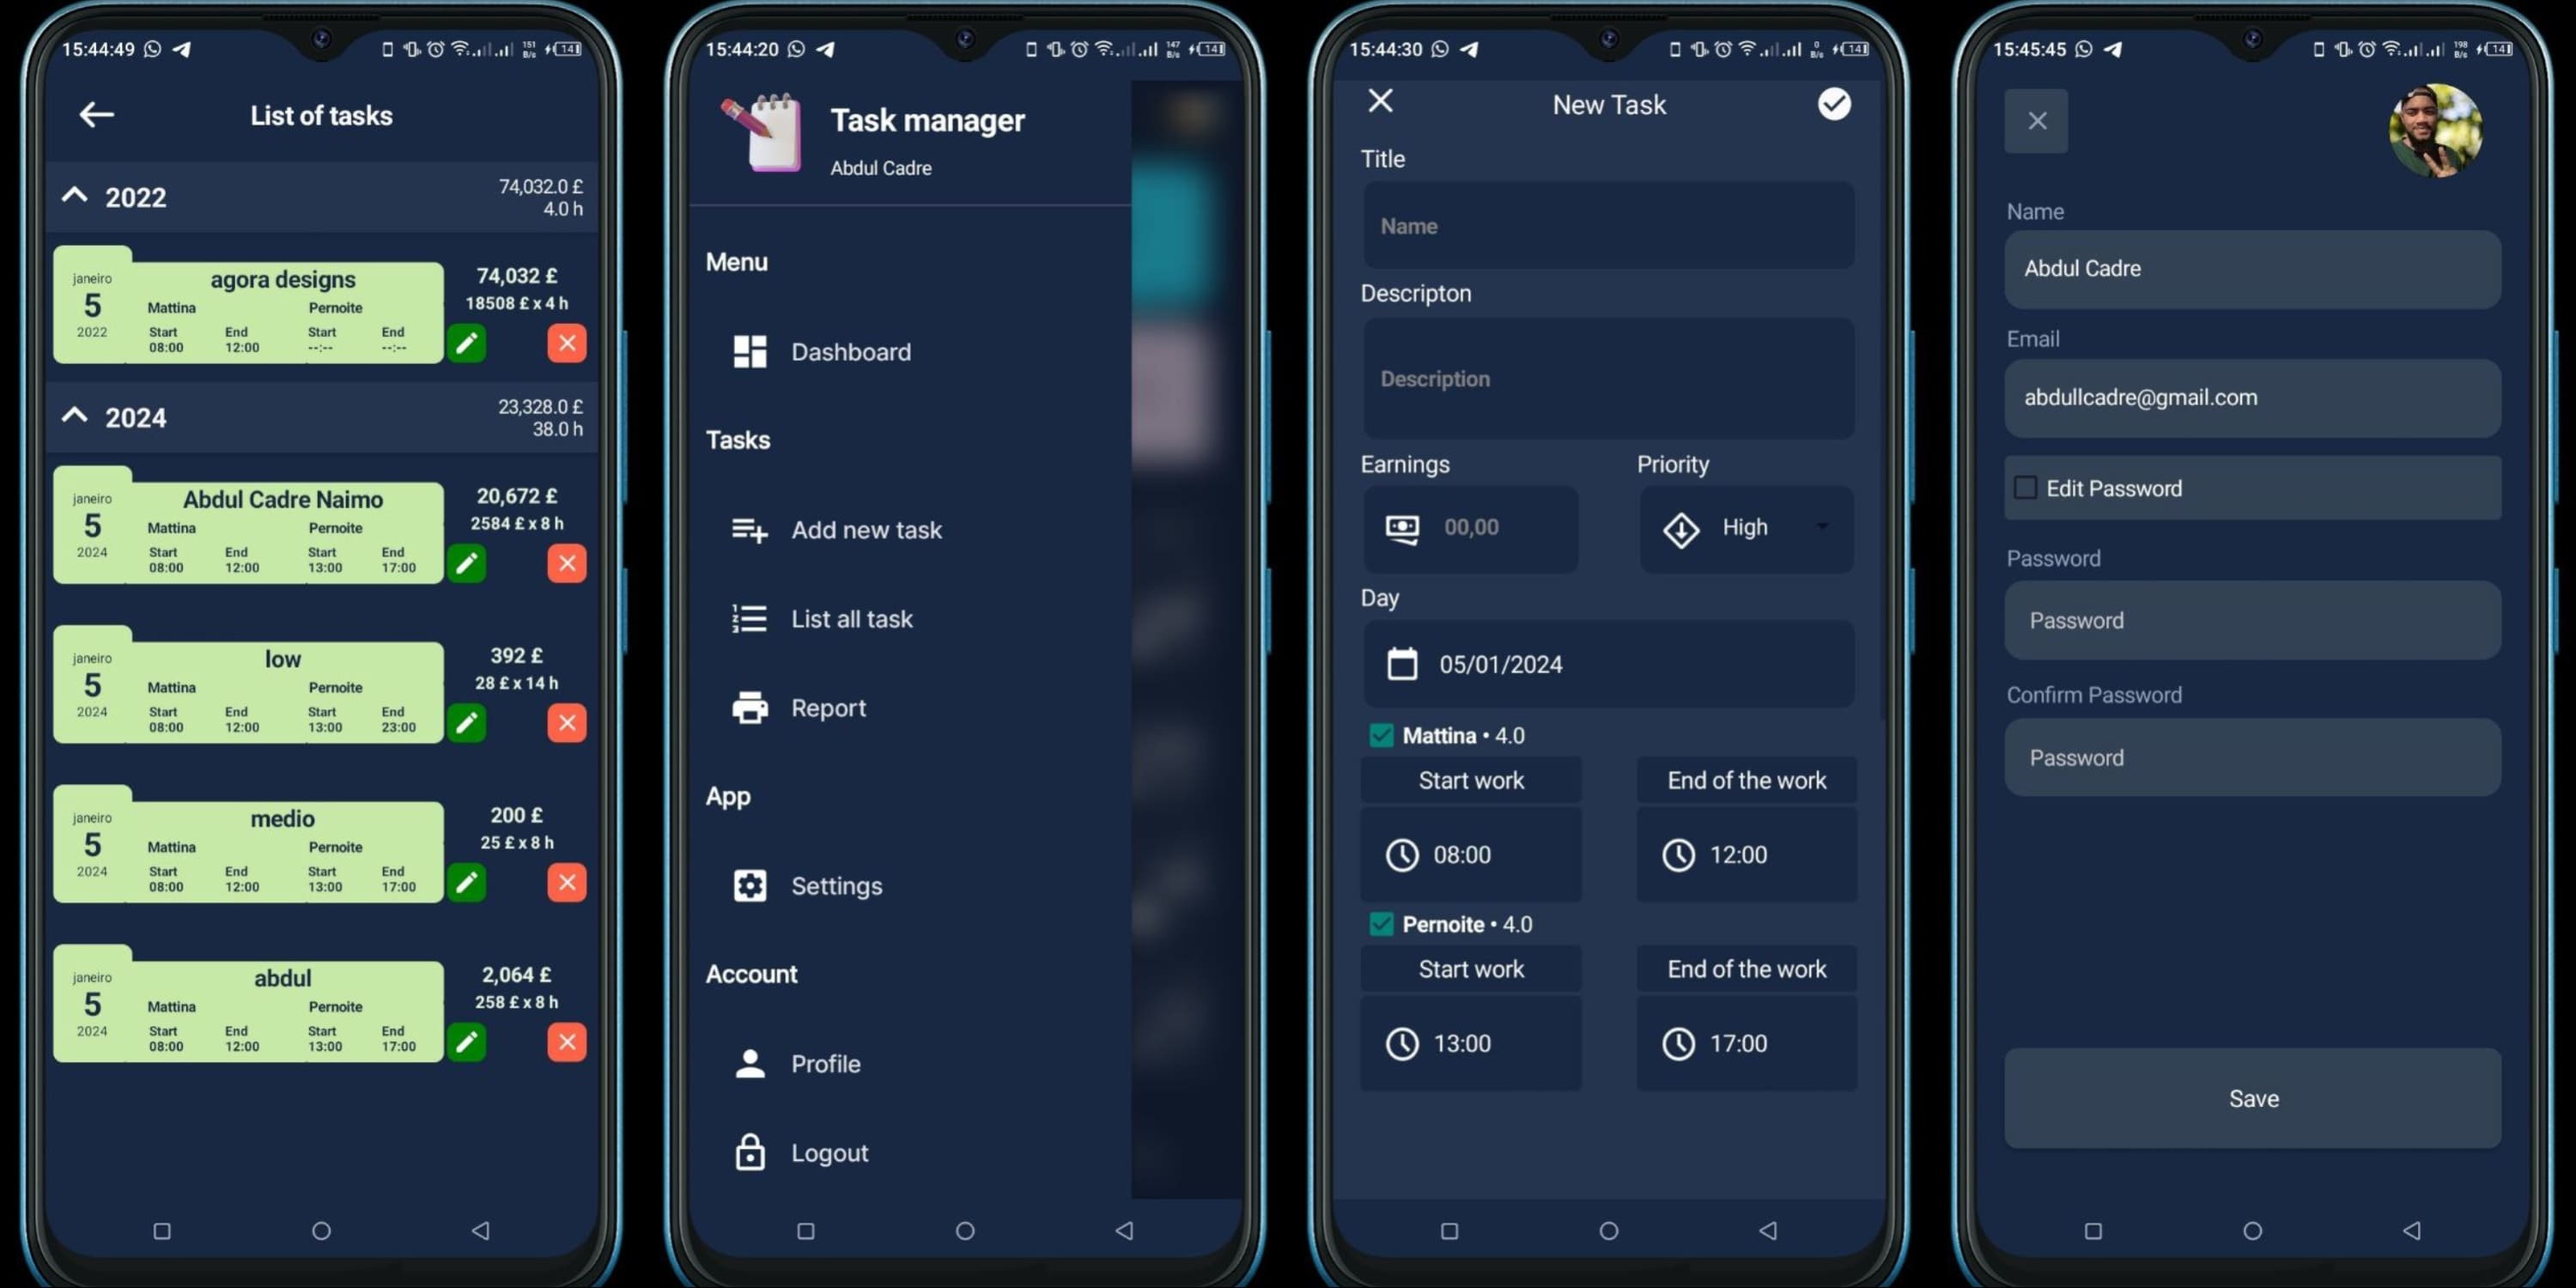 15:44:49
151 B/s
14
List of tasks
2022
74,032.0 £
4.0 h
janeiro
5
2022
agora designs
Mattina
Pernoite
Start End Start End
08:00 12:00 --:-- --:--
74,032 £
18508 £ x 4 h
2024
23,328.0 £
38.0 h
janeiro
5
2024
Abdul Cadre Naimo
Mattina
Pernoite
Start End Start End
08:00 12:00 13:00 17:00
20,672 £
2584 £ x 8 h
janeiro
5
2024
low
Mattina
Pernoite
Start End Start End
08:00 12:00 13:00 23:00
392 £
28 £ x 14 h
janeiro
5
2024
medio
Mattina
Pernoite
Start End Start End
08:00 12:00 13:00 17:00
200 £
25 £ x 8 h
janeiro
5
2024
abdul
Mattina
Pernoite
Start End Start End
08:00 12:00 13:00 17:00
2,064 £
258 £ x 8 h
15:44:20
147 B/s
14
Task manager
Abdul Cadre
Menu
Dashboard
Tasks
Add new task
List all task
Report
App
Settings
Account
Profile
Logout
15:44:30
0 B/s
14
New Task
Title
Name
Descripton
Description
Earnings
Priority
00,00
High
Day
05/01/2024
Mattina • 4.0
Start work
End of the work
08:00
12:00
Pernoite • 4.0
Start work
End of the work
13:00
17:00
15:45:45
198 B/s
14
Name
Abdul Cadre
Email
abdullcadre@gmail.com
Edit Password
Password
Password
Confirm Password
Password
Save